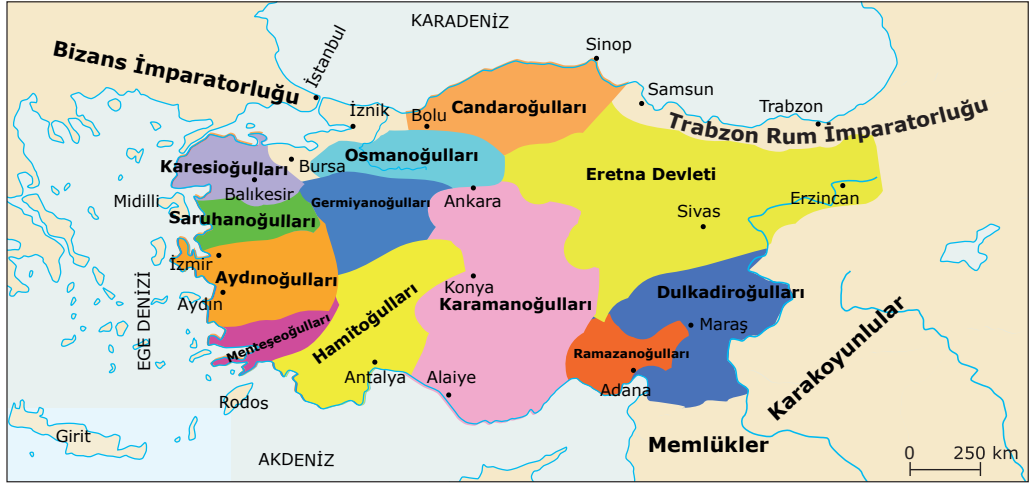 KARADENİZ
Bizans İmparatorluğu
İstanbul
Sinop
İznik
Bolu
Candaroğulları
Samsun
Trabzon
Trabzon Rum İmparatorluğu
Osmanoğulları
Karesioğulları
Bursa
Eretna Devleti
Balıkesir
Midilli
Germiyanoğulları
Ankara
Erzincan
Saruhanoğulları
Sivas
İzmir
Aydınoğulları
EGE DENİZİ
Aydın
Konya
Karamanoğulları
Dulkadiroğulları
Hamitoğulları
Menteşeoğulları
Maraş
Ramazanoğulları
Karakoyunlular
Antalya
Alaiye
Adana
Rodos
Girit
Memlükler
AKDENİZ
0 250 km